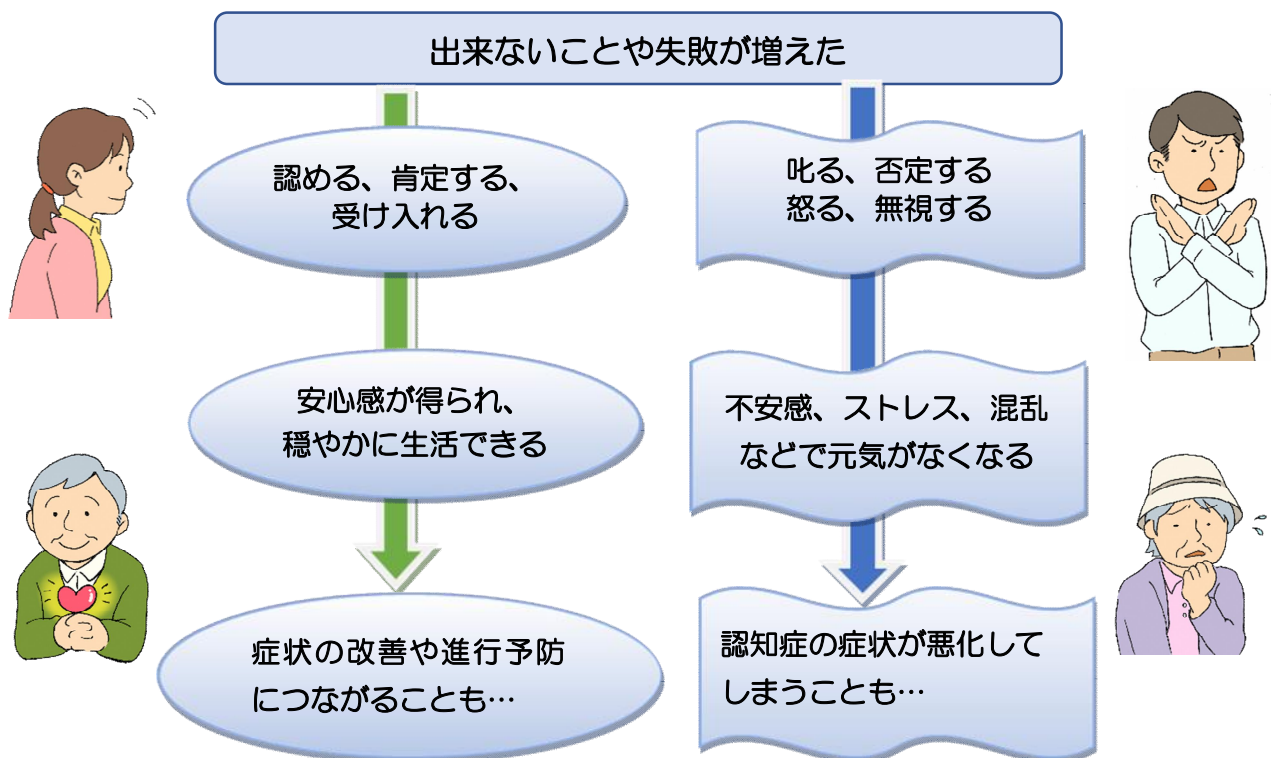 出来ないことや失敗が増えた
認める、肯定する、
受け入れる
安心感が得られ、
穏やかに生活できる
症状の改善や進行予防
につながることも…
叱る、否定する
怒る、無視する
不安感、ストレス、混乱
などで元気がなくなる
認知症の症状が悪化して
しまうことも…